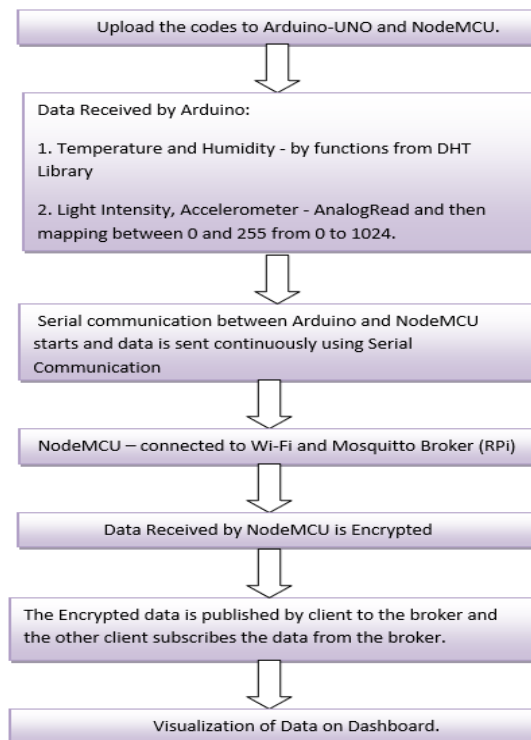 Upload the codes to Arduino-UNO and NodeMCU.
Data Received by Arduino:
1. Temperature and Humidity - by functions from DHT
Library
2. Light Intensity, Accelerometer - AnalogRead and then
mapping between 0 and 255 from 0 to 1024.
Serial communication between Arduino and NodeMCU
starts and data is sent continuously using Serial
Communication
NodeMCU – connected to Wi-Fi and Mosquitto Broker (RPi)
Data Received by NodeMCU is Encrypted
The Encrypted data is published by client to the broker and
the other client subscribes the data from the broker.
Visualization of Data on Dashboard.